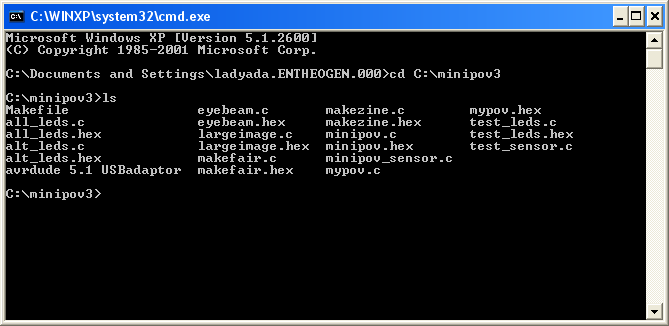 C:\WINXP\system32\cmd.exe
Microsoft Windows XP [Version 5.1.2600]
(C) Copyright 1985-2001 Microsoft Corp.
C:\Documents and Settings\ladyada.ENTHEOGEN.000>cd C:\minipov3
C:\minipov3>ls
Makefile eyebeam.c makezine.c mypov.hex
all_leds.c eyebeam.hex makezine.hex test_leds.c
all_leds.hex largeimage.c minipov.c test_leds.hex
alt_leds.c largeimage.hex minipov.hex test_sensor.c
alt_leds.hex makefair.c minipov_sensor.c
avrdude 5.1 USBadaptor makefair.hex mypov.c
C:\minipov3>